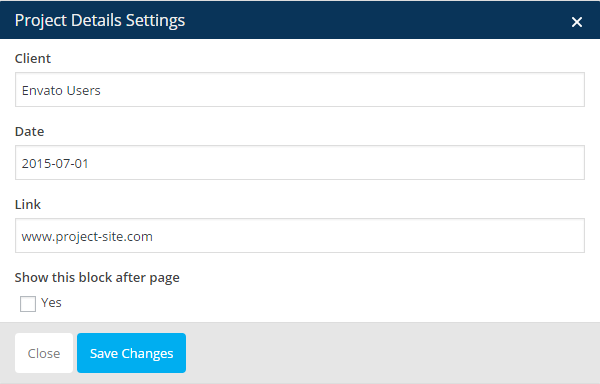 Project Details Settings
Client
Envato Users
Date
2015-07-01
Link
www.project-site.com
Show this block after page
Yes
Close Save Changes